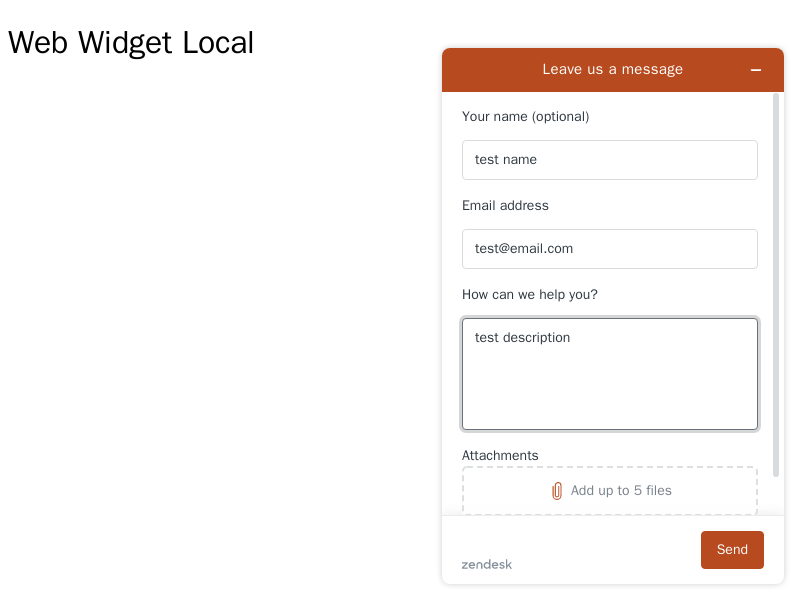 Web Widget Local
Leave us a message
Your name (optional)
test name
Email address
test@email.com
How can we help you?
test description
Attachments
Add up to 5 files
Send
zendesk